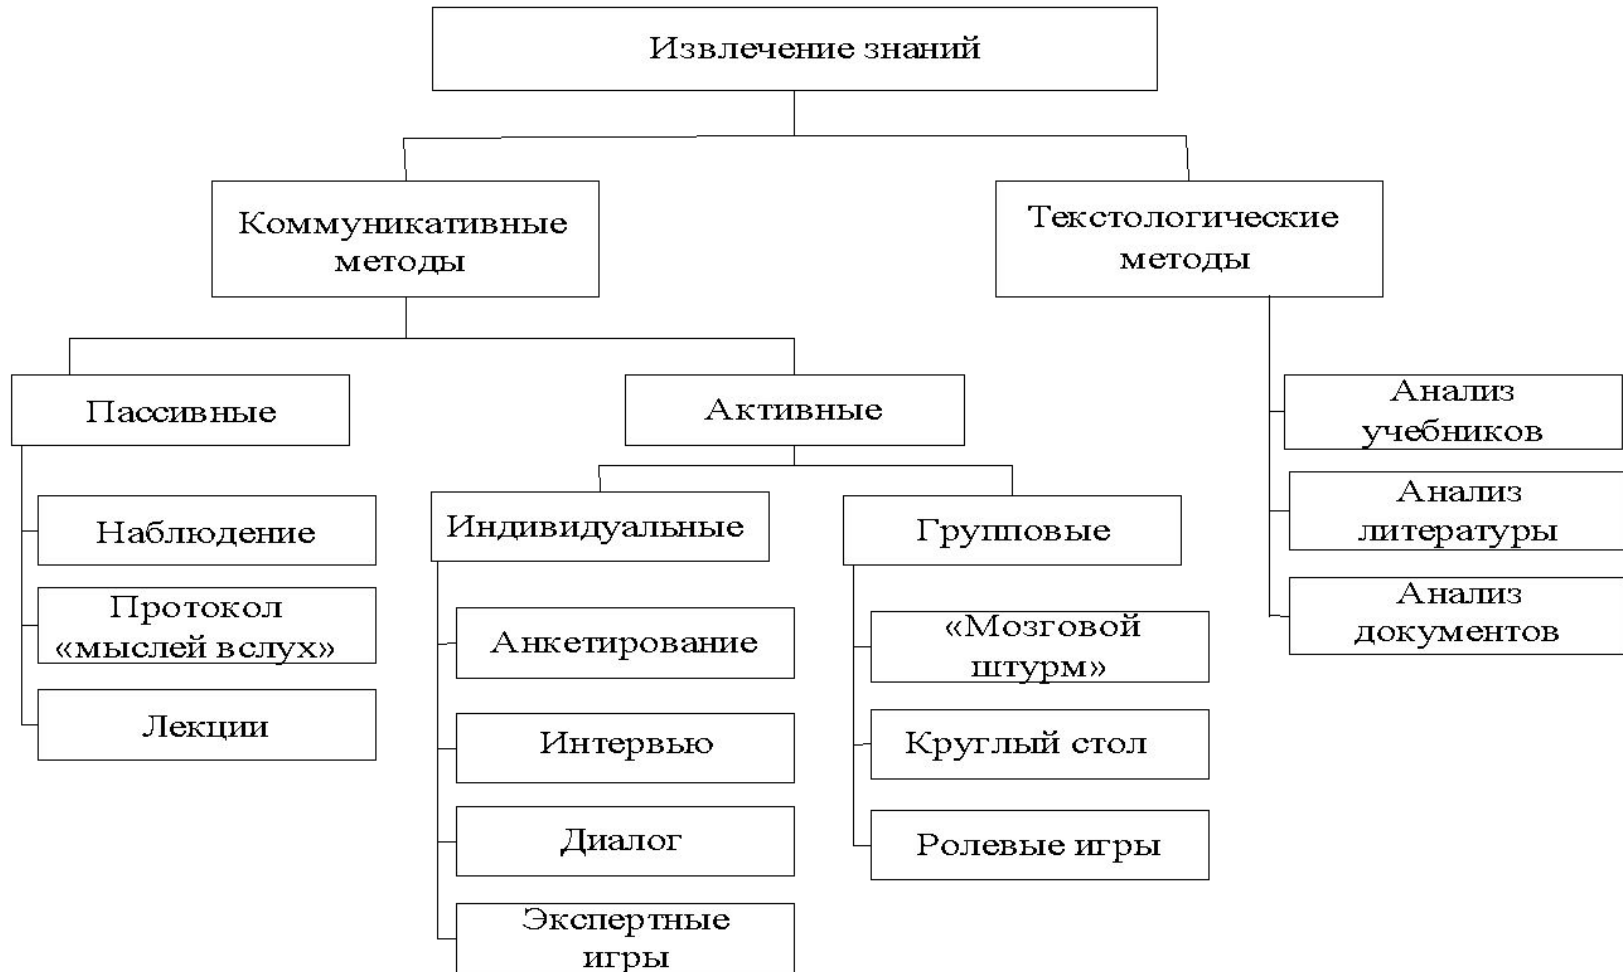 Извлечение знаний
Коммуникативные
методы
Текстологические
методы
Пассивные
Активные
Анализ
учебников
Наблюдение
Протокол
«мыслей вслух»
Лекции
Индивидуальные
Групповые
Анкетирование
Интервью
Диалог
Экспертные
игры
«Мозговой
штурм»
Круглый стол
Ролевые игры
Анализ
литературы
Анализ
документов